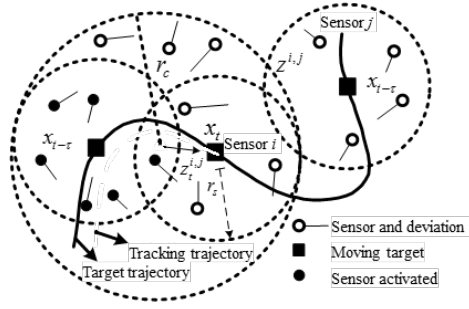 Sensor j
r_c
z^{i,j}
x_{t-τ}
x_{t-τ}
x_t
Sensor i
z_t^{i,j}
r_s
Sensor and deviation
Tracking trajectory
Moving target
Target trajectory
Sensor activated